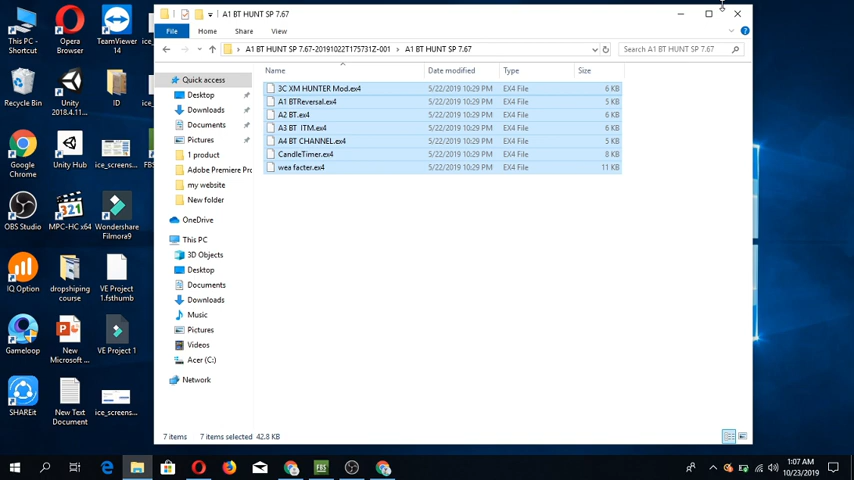 A1 BT HUNT SP 7.67
File
Home
Share
View
A1 BT HUNT SP 7.67-20191022T175731Z-001 > A1 BT HUNT SP 7.67
Search A1 BT HUNT SP 7.67
Name
Date modified
Type
Size
3C XM HUNTER Mod.ex4 5/22/2019 10:29 PM EX4 File 6 KB
A1 BTReversal.ex4 5/22/2019 10:29 PM EX4 File 5 KB
A2 BT.ex4 5/22/2019 10:29 PM EX4 File 6 KB
A3 BT ITM.ex4 5/22/2019 10:29 PM EX4 File 6 KB
A4 BT CHANNEL.ex4 5/22/2019 10:29 PM EX4 File 5 KB
CandleTimer.ex4 5/22/2019 10:29 PM EX4 File 8 KB
wea facter.ex4 5/22/2019 10:29 PM EX4 File 11 KB
Quick access
Desktop
Downloads
Documents
Pictures
1 product
Adobe Premiere Pro
my website
New folder
OneDrive
This PC
3D Objects
Desktop
Documents
Downloads
Music
Pictures
Videos
Acer (C:)
Network
7 items
7 items selected 42.8 KB
This PC -
Shortcut
Opera
Browser
TeamViewer
14
ice_
Recycle Bin
Unity
2018.4.11...
ID
ice_
Google
Chrome
Unity Hub
ice_screens...
FBS
OBS Studio
MPC-HC x64
Wondershare
Filmora9
IQ Option
dropshiping
course
VE Project
1.fsthumb
Gameloop
New
Microsoft ...
VE Project 1
SHAREit
New Text
Document
ice_screens...
FBS
1:07 AM
10/23/2019